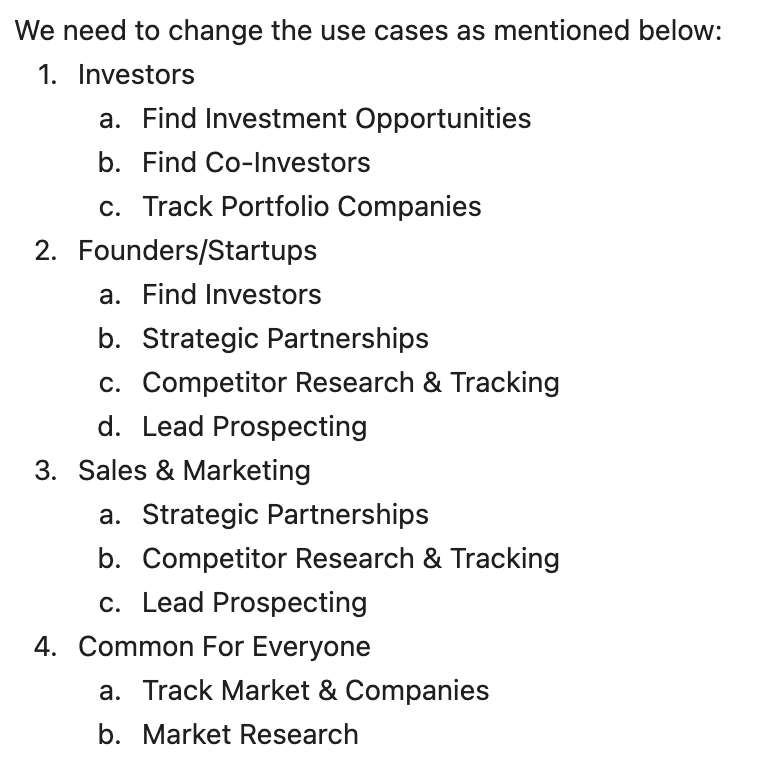 We need to change the use cases as mentioned below:
1. Investors
a. Find Investment Opportunities
b. Find Co-Investors
c. Track Portfolio Companies
2. Founders/Startups
a. Find Investors
b. Strategic Partnerships
c. Competitor Research & Tracking
d. Lead Prospecting
3. Sales & Marketing
a. Strategic Partnerships
b. Competitor Research & Tracking
c. Lead Prospecting
4. Common For Everyone
a. Track Market & Companies
b. Market Research